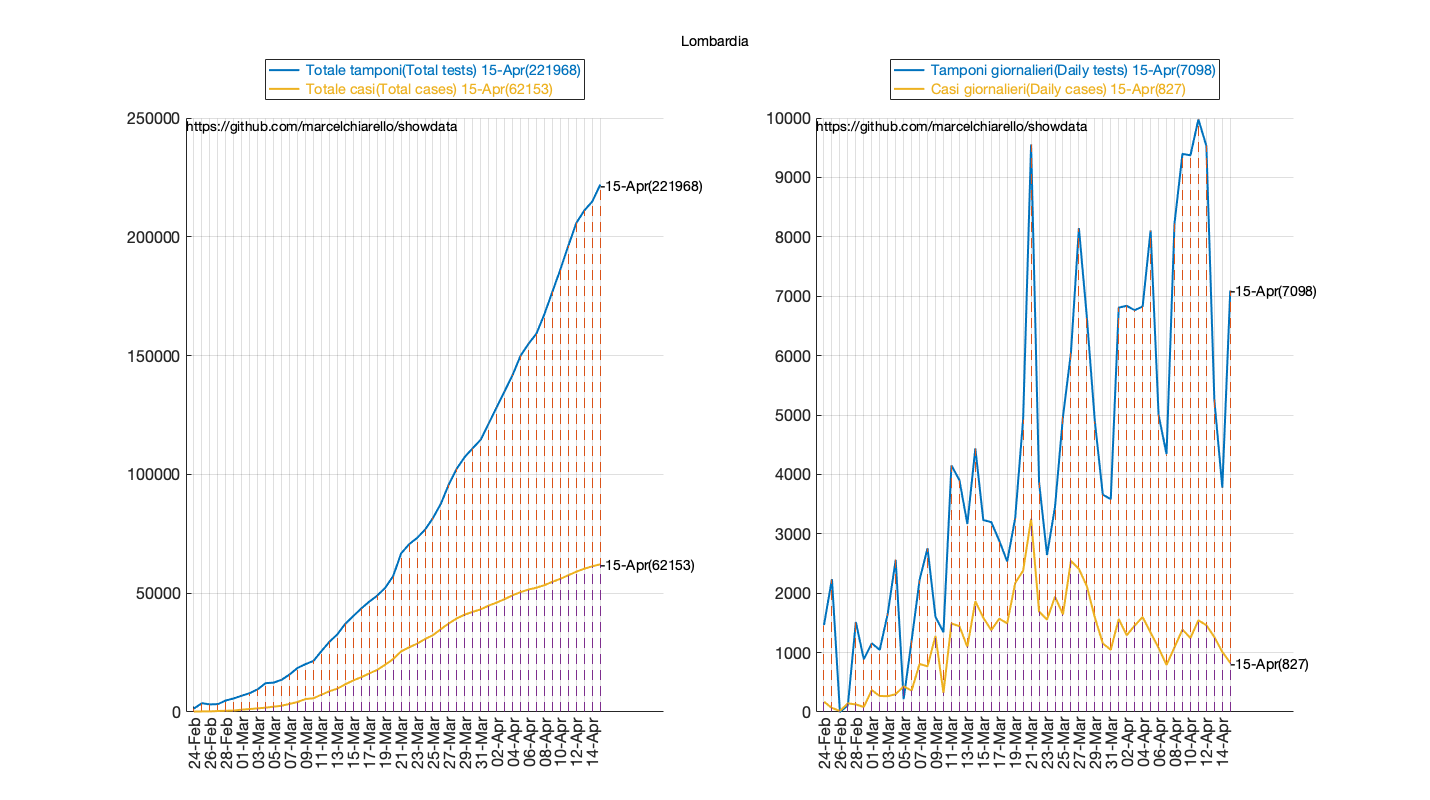 Lombardia
Totale tamponi(Total tests) 15-Apr(221968)
Totale casi(Total cases) 15-Apr(62153)
https://github.com/marcelchiarello/showdata
250000
200000
150000
100000
50000
0
15-Apr(221968)
15-Apr(62153)
24-Feb
26-Feb
28-Feb
01-Mar
03-Mar
05-Mar
07-Mar
09-Mar
11-Mar
13-Mar
15-Mar
17-Mar
19-Mar
21-Mar
23-Mar
25-Mar
27-Mar
29-Mar
31-Mar
02-Apr
04-Apr
06-Apr
08-Apr
10-Apr
12-Apr
14-Apr
Tamponi giornalieri(Daily tests) 15-Apr(7098)
Casi giornalieri(Daily cases) 15-Apr(827)
https://github.com/marcelchiarello/showdata
10000
9000
8000
7000
6000
5000
4000
3000
2000
1000
0
15-Apr(7098)
15-Apr(827)
24-Feb
26-Feb
28-Feb
01-Mar
03-Mar
05-Mar
07-Mar
09-Mar
11-Mar
13-Mar
15-Mar
17-Mar
19-Mar
21-Mar
23-Mar
25-Mar
27-Mar
29-Mar
31-Mar
02-Apr
04-Apr
06-Apr
08-Apr
10-Apr
12-Apr
14-Apr